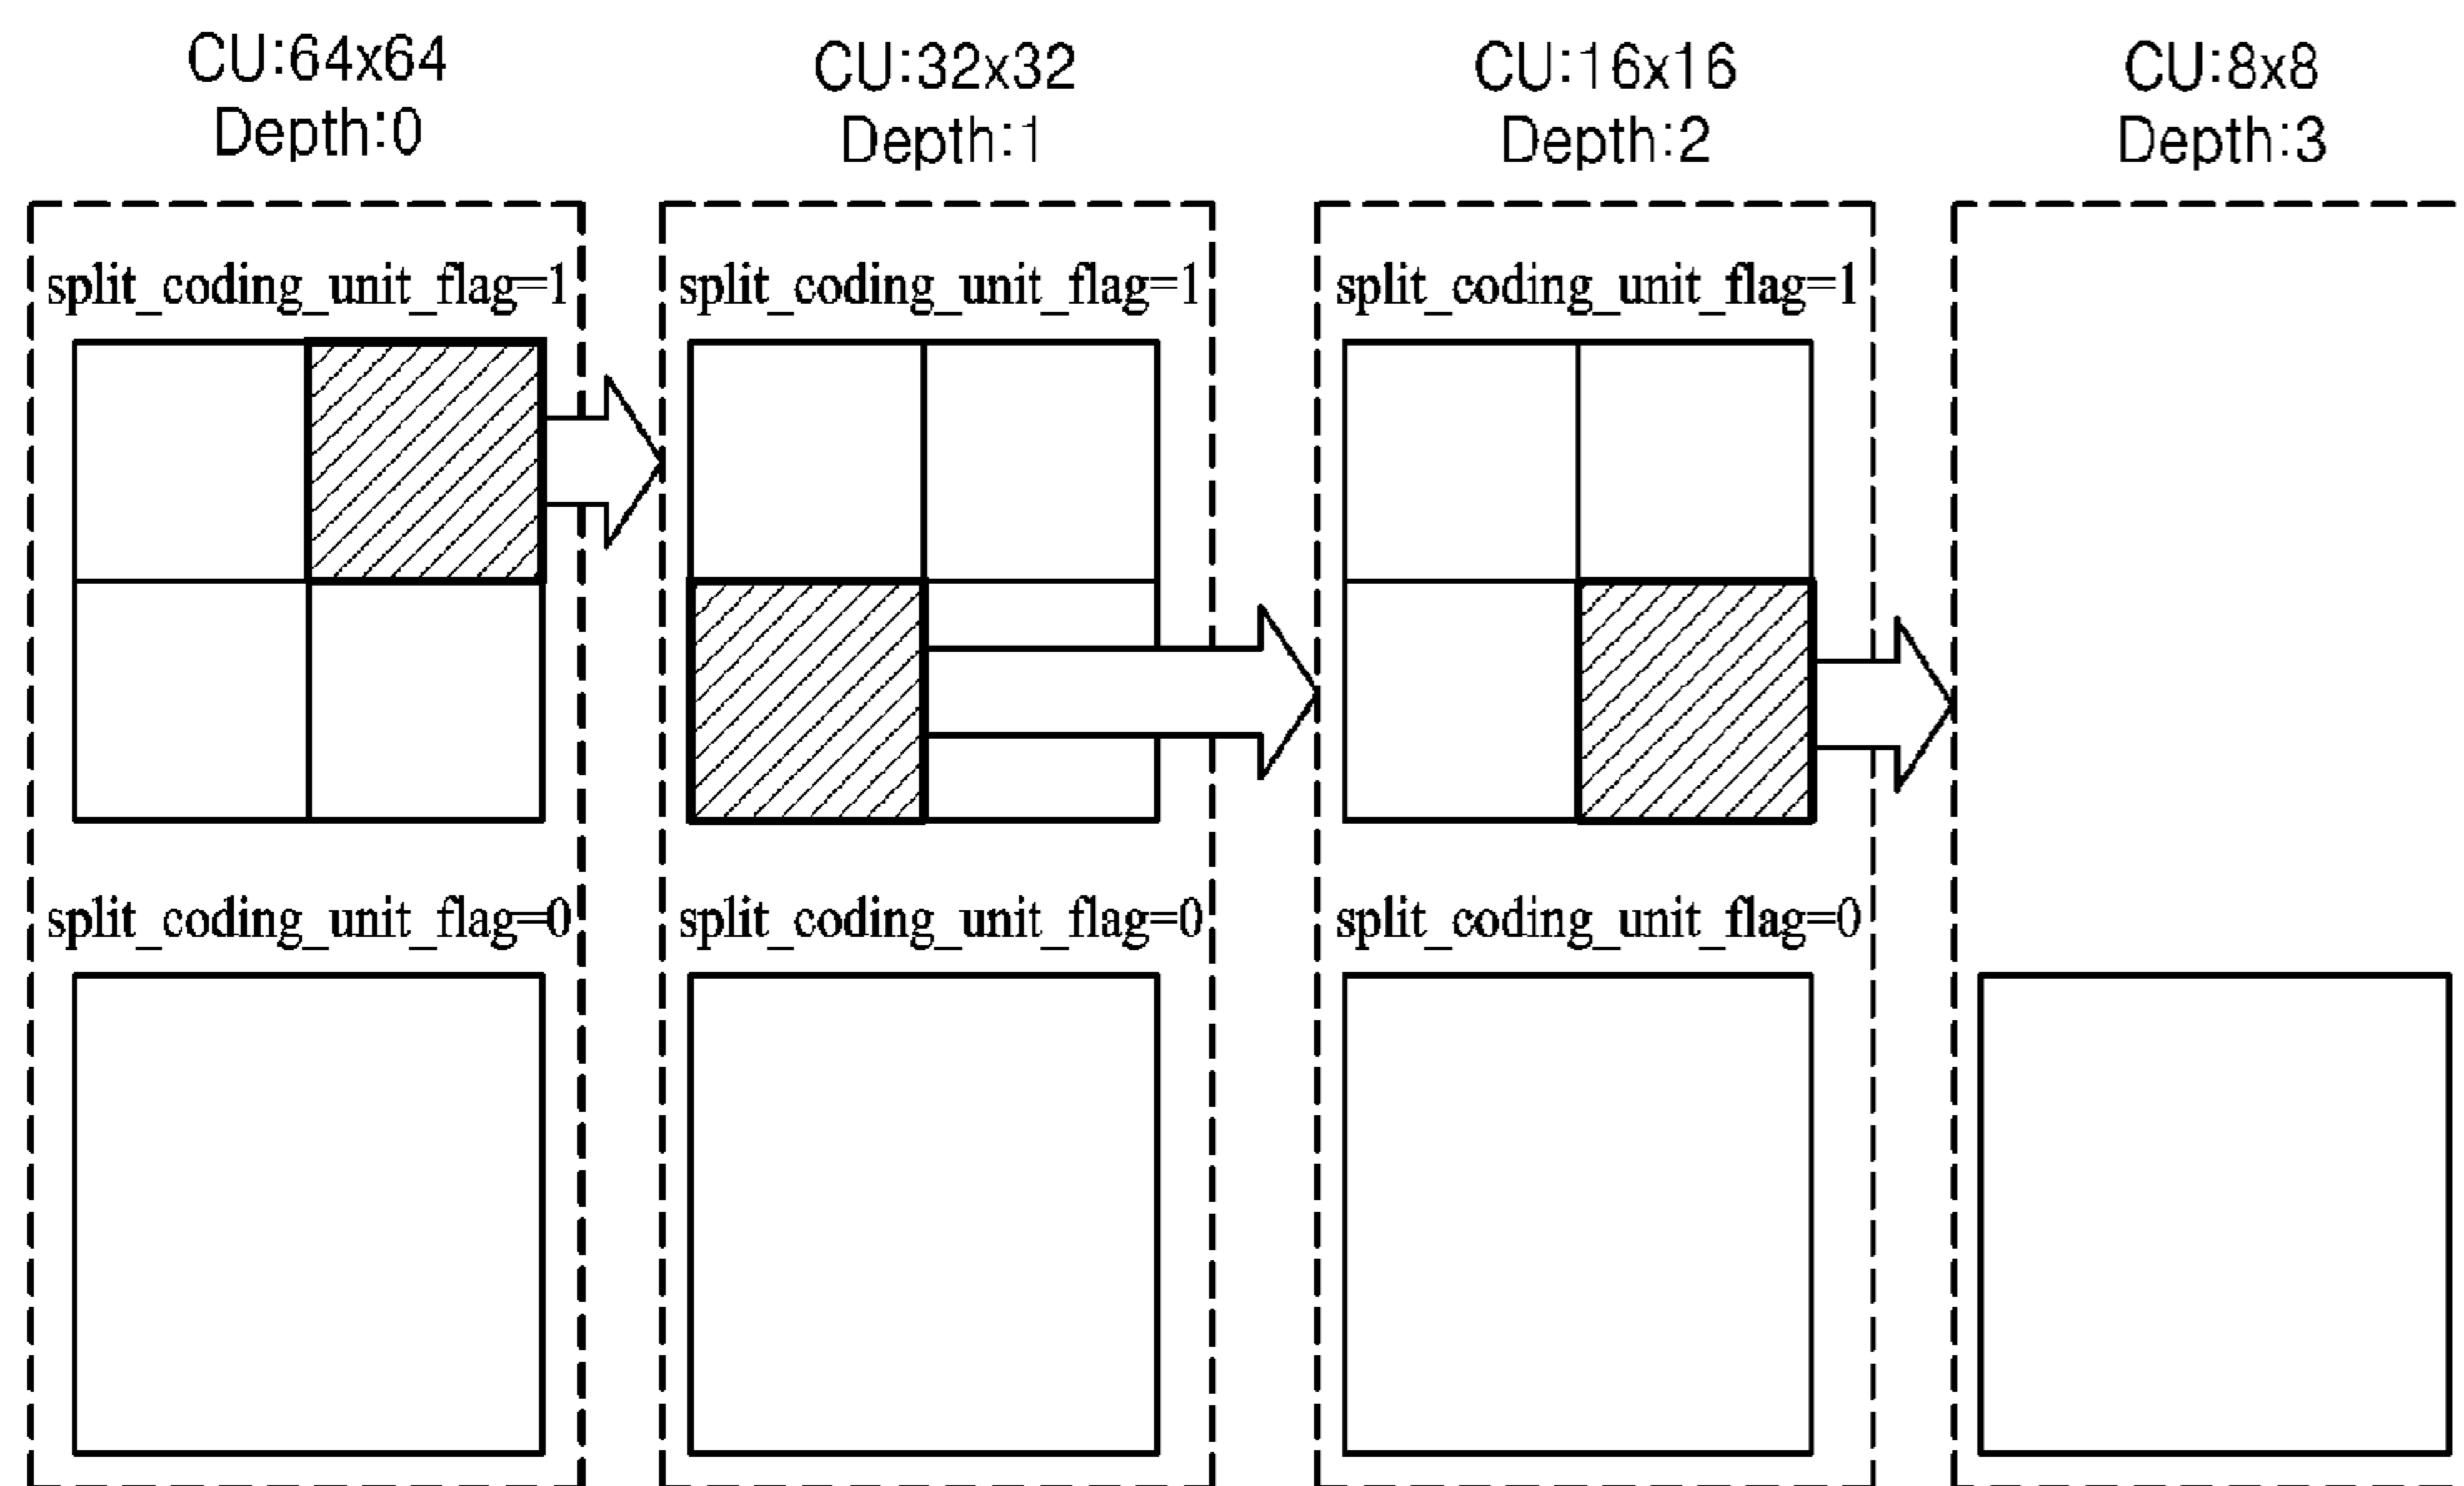 CU:64x64
Depth:0
CU:32x32
Depth:1
CU:16x16
Depth:2
CU:8x8
Depth:3
split_coding_unit_flag=1
split_coding_unit_flag=1
split_coding_unit_flag=1
split_coding_unit_flag=0
split_coding_unit_flag=0
split_coding_unit_flag=0